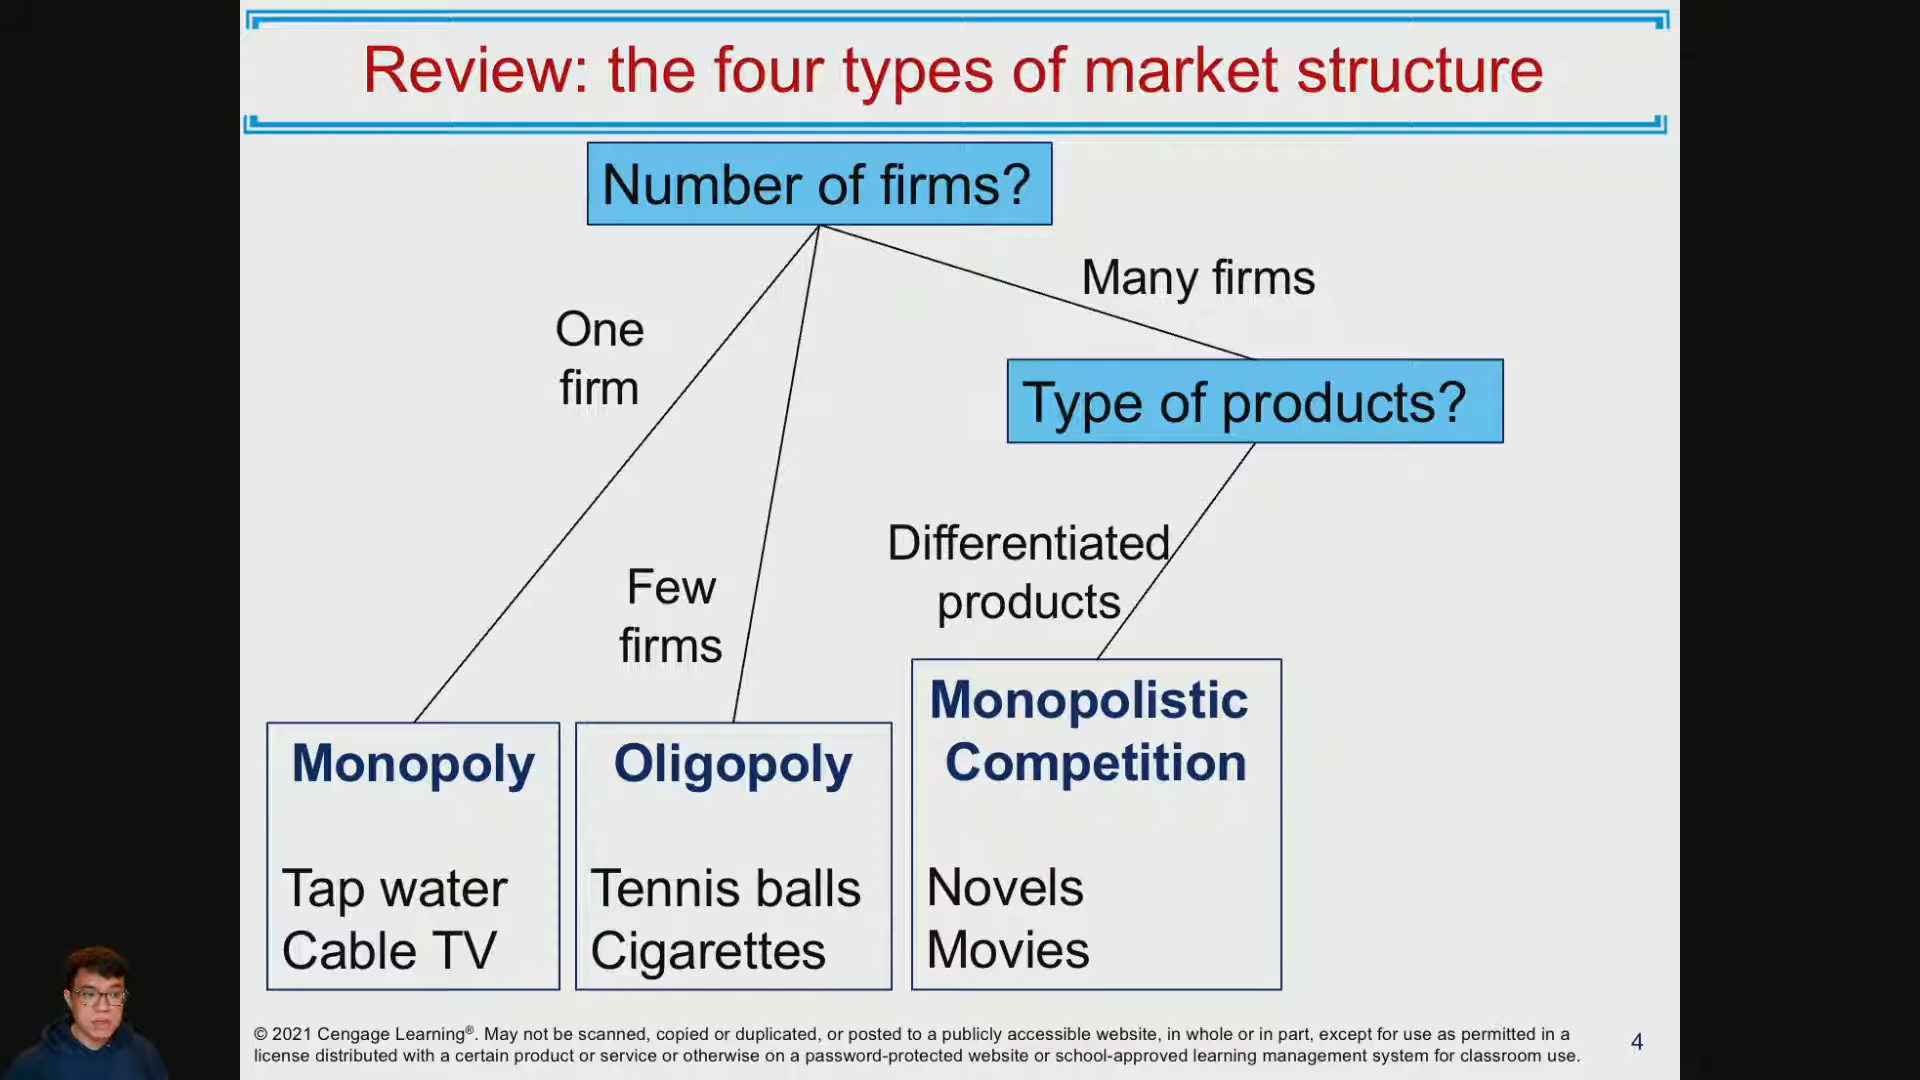 Review: the four types of market structure
Number of firms?
Many firms
One
firm
Type of products?
Differentiated
products
Few
firms
Monopoly
Tap water
Cable TV
Oligopoly
Tennis balls
Cigarettes
Monopolistic
Competition
Novels
Movies
© 2021 Cengage Learning®. May not be scanned, copied or duplicated, or posted to a publicly accessible website, in whole or in part, except for use as permitted in a
license distributed with a certain product or service or otherwise on a password-protected website or school-approved learning management system for classroom use.
4